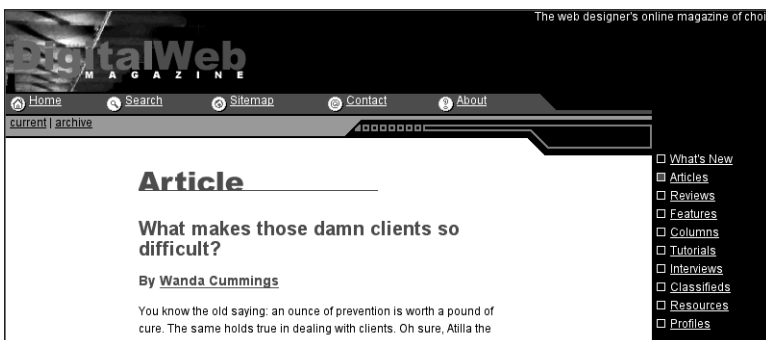 The web designer's online magazine of choi
DigitalWeb
MAGAZINE
Home Search Sitemap Contact About
current | archive
What's New
Articles
Reviews
Features
Columns
Tutorials
Interviews
Classifieds
Resources
Profiles
Article
What makes those damn clients so
difficult?
By Wanda Cummings
You know the old saying: an ounce of prevention is worth a pound of
cure. The same holds true in dealing with clients. Oh sure, Atilla the